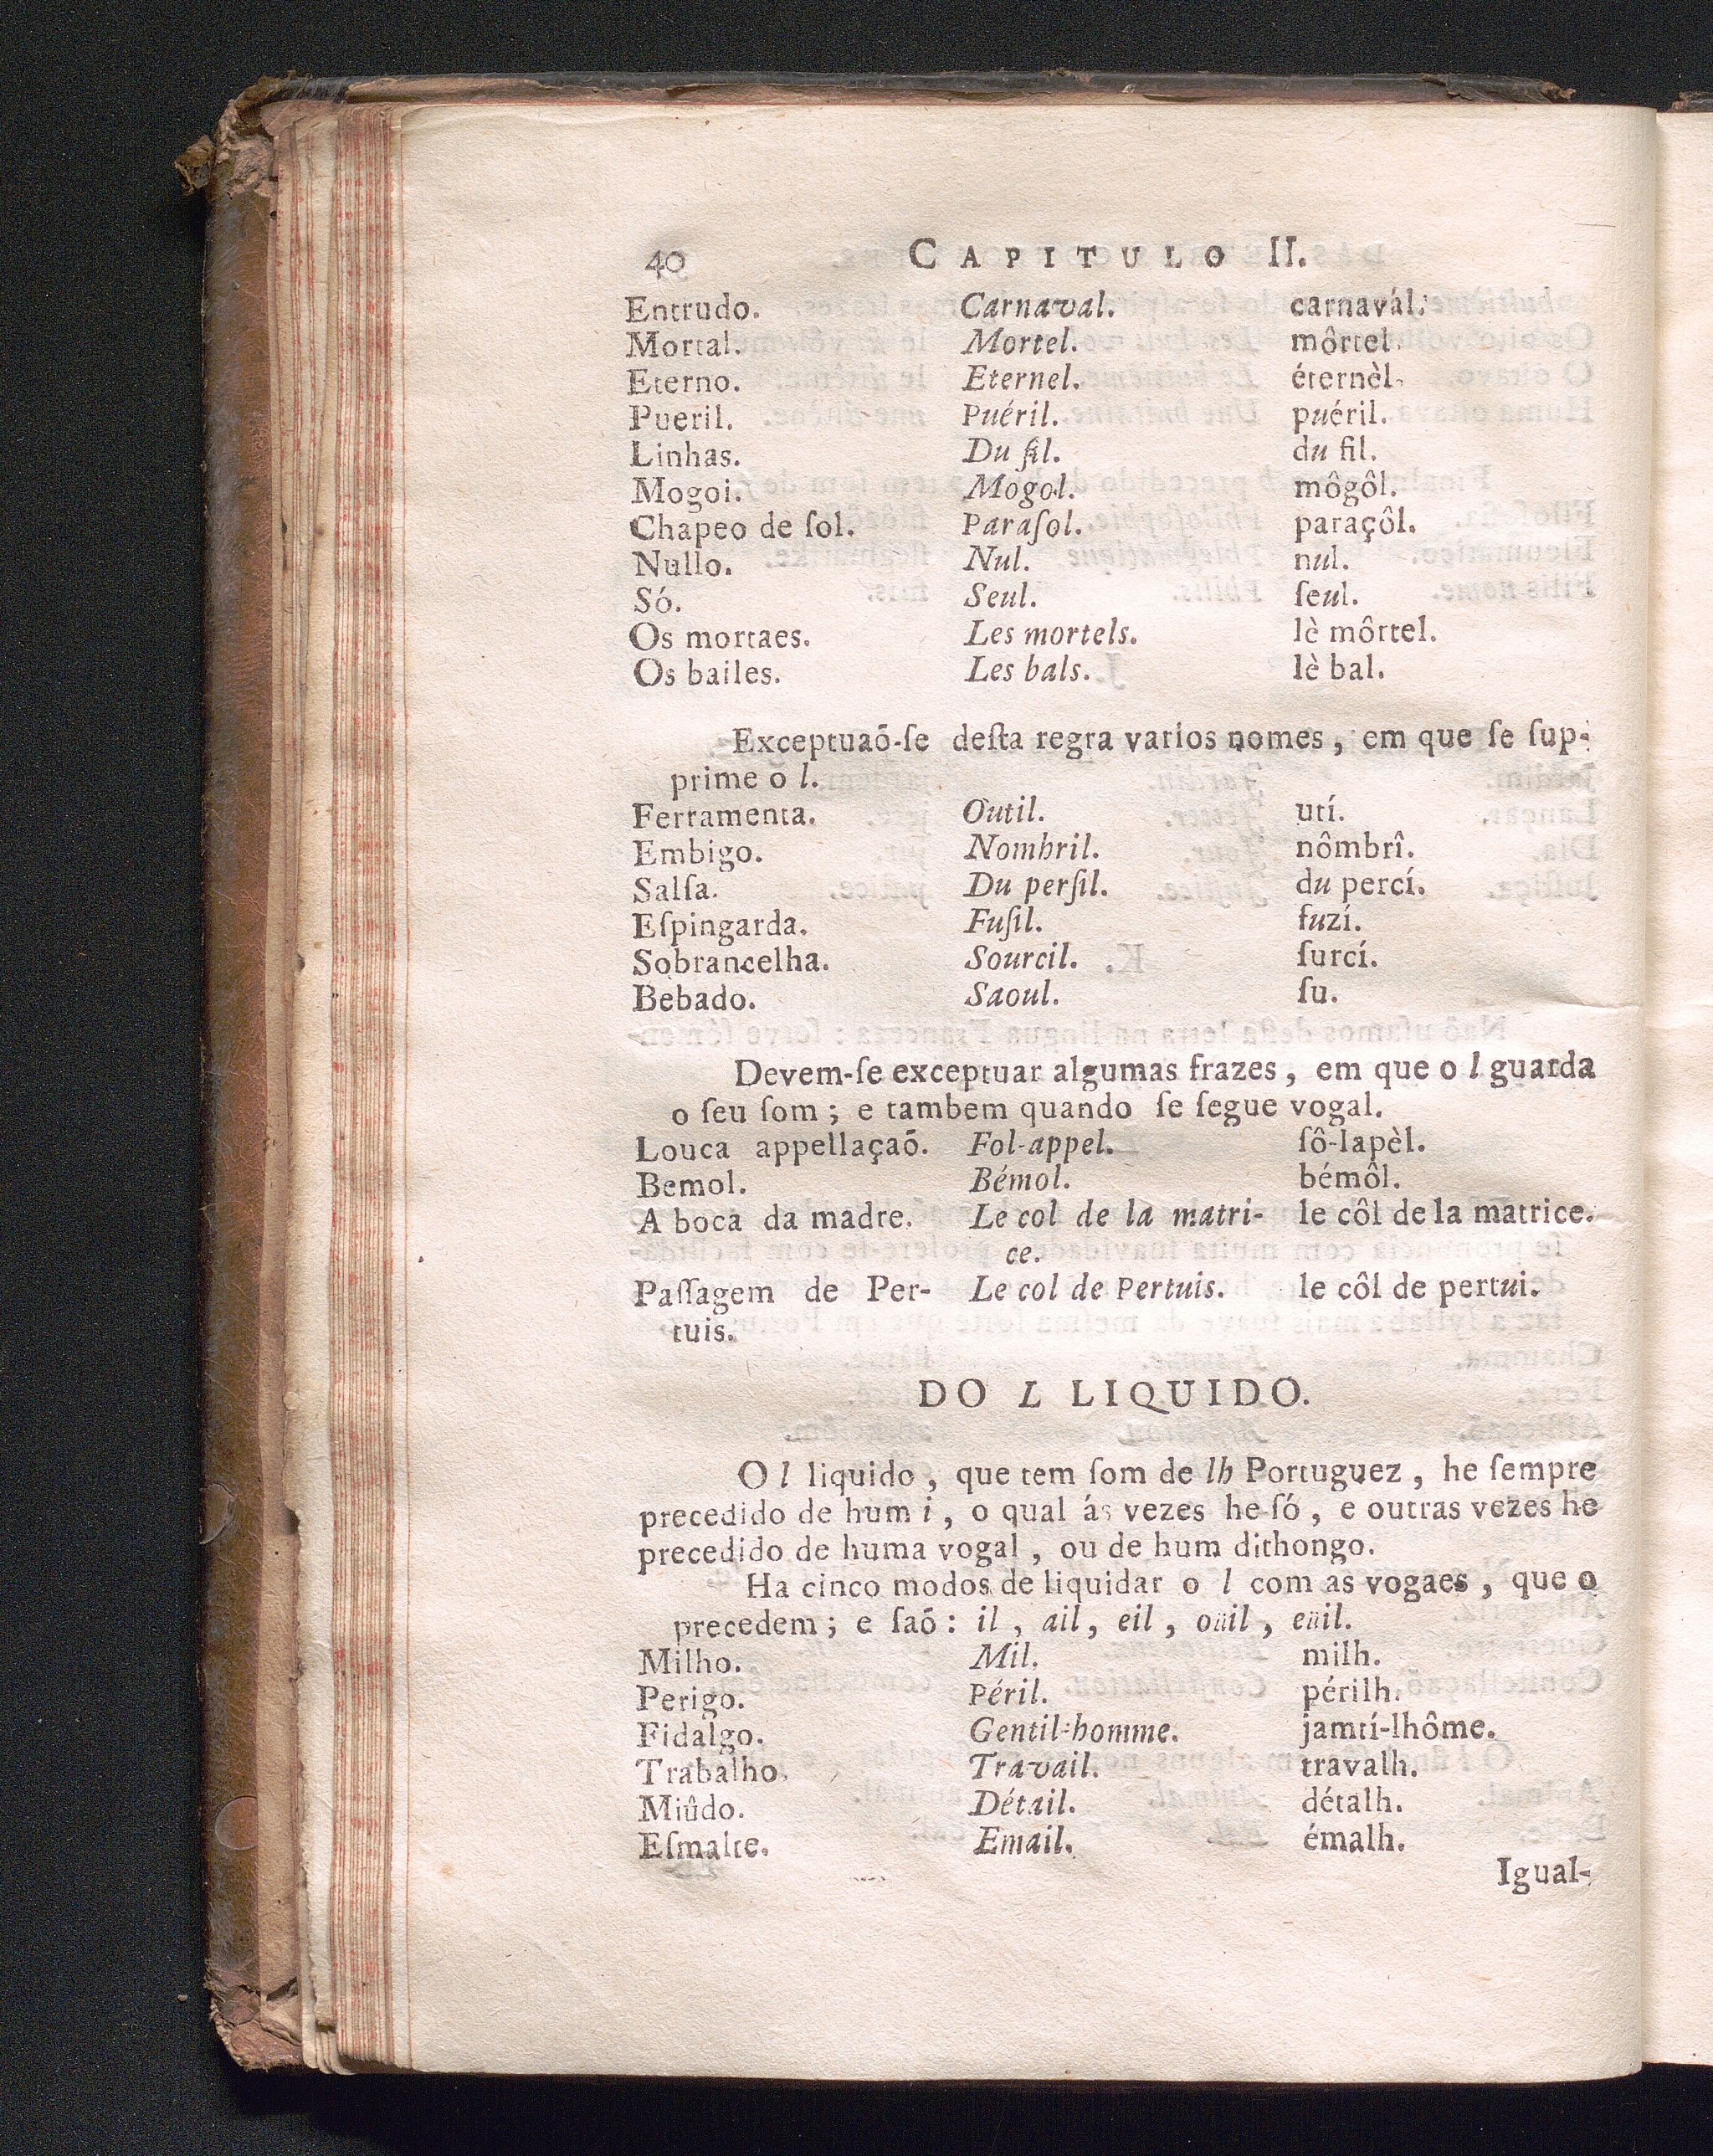 40 CAPITULO II.
Entrudo. Carnaval. carnavál.
Mortal. Mortel. môrtel.
Eterno. Eternel. éternèl.
Pueril. Puéril. puéril.
Linhas. Du fil. du fil.
Mogol. Mogol. môgôl.
Chapeo de ſol. Paraſol. paraçôl.
Nullo. Nul. nul.
Só. Seul. ſeul.
Os mortaes. Les mortels. lè môrtel.
Os bailes. Les bals. lè bal.
Exceptuaõ-ſe deſta regra varios nomes, em que ſe ſup-
prime o l.
Ferramenta. Outil. utí.
Embigo. Nombril. nômbrî.
Salſa. Du perſil. du percí.
Eſpingarda. Fuſil. fuzí.
Sobrancelha. Sourcil. ſurcí.
Bebado. Saoul. ſu.
Devem-ſe exceptuar algumas frazes, em que o l guarda
o ſeu ſom; e tambem quando ſe ſegue vogal.
Louca appellaçaõ. Fol-appel. fô-lapèl.
Bemol. Bémol. bémôl.
A boca da madre. Le col de la matri- le côl de la matrice.
ce.
Paſſagem de Per- Le col de Pertuis. le côl de pertui.
tuis.
DO L LIQUIDO.
O l liquido, que tem ſom de lh Portuguez, he ſempre
precedido de hum i, o qual ás vezes he ſó, e outras vezes he
precedido de huma vogal, ou de hum dithongo.
Ha cinco modos de liquidar o l com as vogaes, que o
precedem; e ſaõ: il, ail, eil, oüil, eüil.
Milho. Mil. milh.
Perigo. Péril. périlh.
Fidalgo. Gentil-homme. jamtí-lhôme.
Trabalho. Travail. travalh.
Miûdo. Détail. détalh.
Eſmalte. Email. émalh.
Igual-